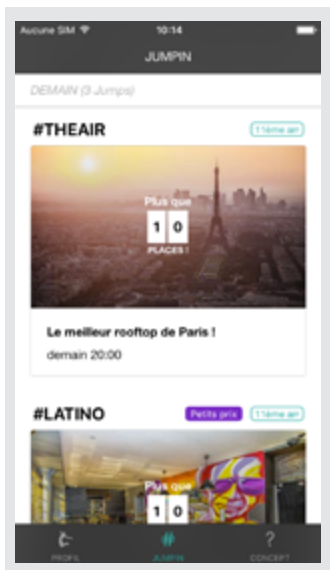 Aucune SIM 10:14
JUMPIN
DEMAIN (3 Jumps)
#THEAIR 11ème arr
Plus que
1 0
PLACES !
Le meilleur rooftop de Paris !
demain 20:00
#LATINO Petits prix 11ème arr
Plus que
1 0
PROFIL # JUMPIN ? CONCEPT